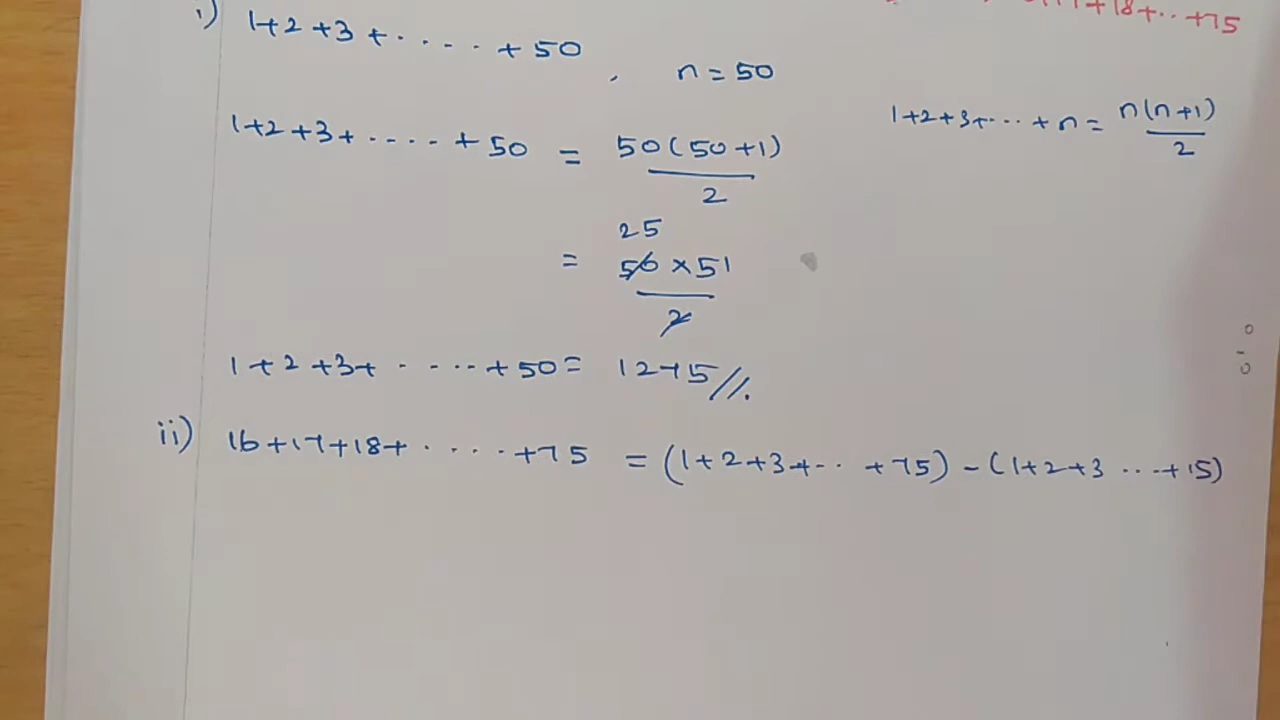 +18+..+75
i) 1+2+3+.....+50
, n=50
1+2+3+....+50 = 50(50+1)
2
1+2+3+...+n = n(n+1)
2
25
= 50×51
2
1+2+3+.....+50 = 1275//.
ii) 16+17+18+.....+75 = (1+2+3+...+75)-(1+2+3...+15)